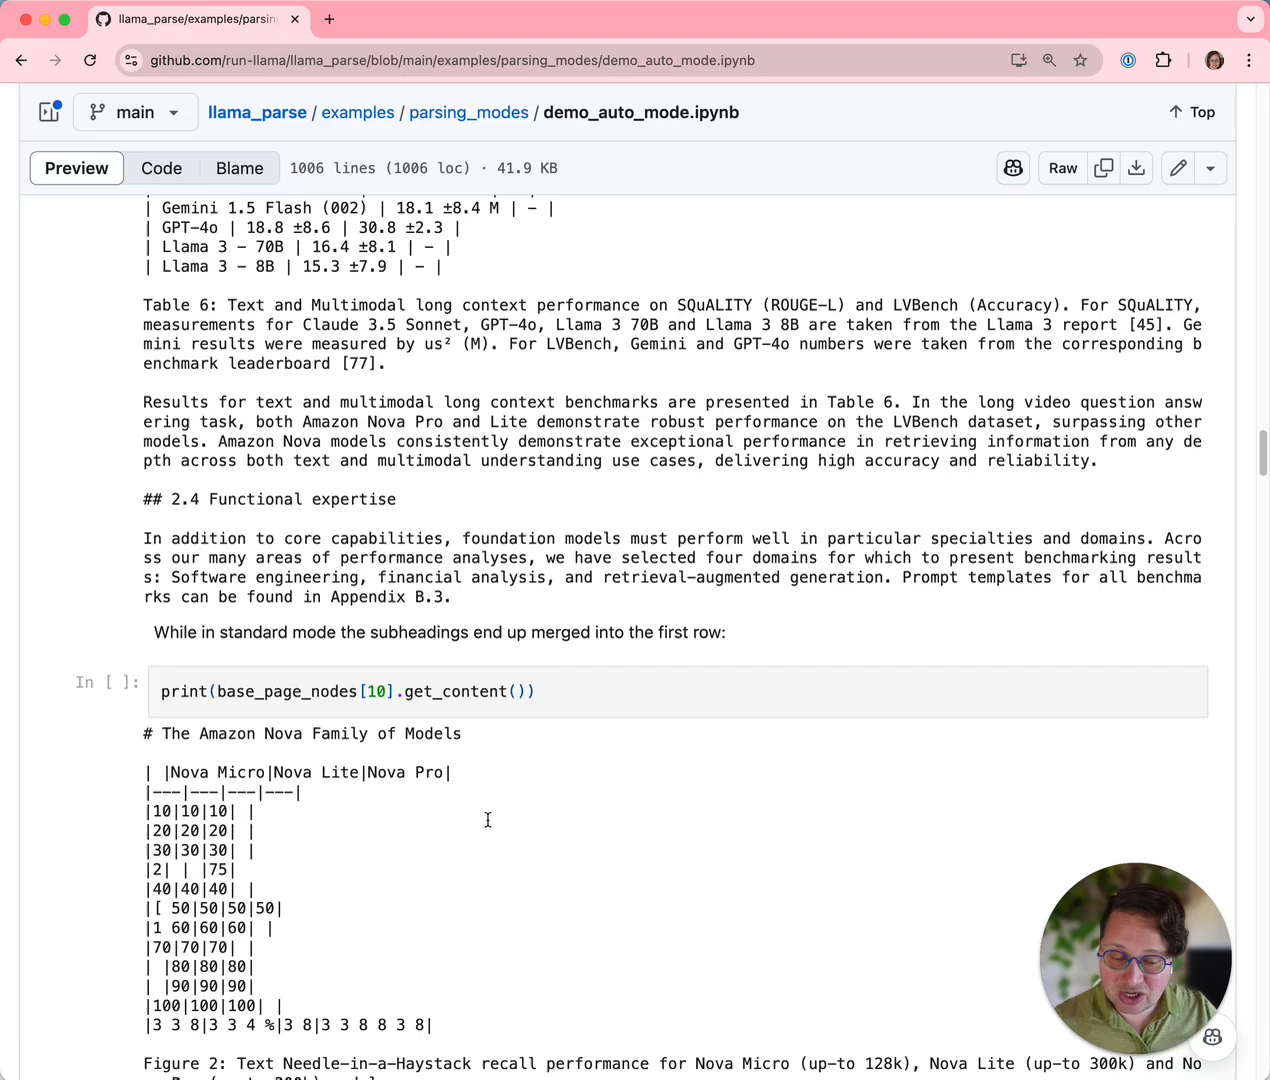 llama_parse/examples/parsin
github.com/run-llama/llama_parse/blob/main/examples/parsing_modes/demo_auto_mode.ipynb
main
llama_parse / examples / parsing_modes / demo_auto_mode.ipynb
Top
Preview Code Blame 1006 lines (1006 loc) · 41.9 KB
Raw
| Gemini 1.5 Flash (002) | 18.1 ±8.4 M | – |
| GPT-4o | 18.8 ±8.6 | 30.8 ±2.3 |
| Llama 3 – 70B | 16.4 ±8.1 | – |
| Llama 3 – 8B | 15.3 ±7.9 | – |
Table 6: Text and Multimodal long context performance on SQuALITY (ROUGE-L) and LVBench (Accuracy). For SQuALITY,
measurements for Claude 3.5 Sonnet, GPT-4o, Llama 3 70B and Llama 3 8B are taken from the Llama 3 report [45]. Ge
mini results were measured by us² (M). For LVBench, Gemini and GPT-4o numbers were taken from the corresponding b
enchmark leaderboard [77].
Results for text and multimodal long context benchmarks are presented in Table 6. In the long video question answ
ering task, both Amazon Nova Pro and Lite demonstrate robust performance on the LVBench dataset, surpassing other
models. Amazon Nova models consistently demonstrate exceptional performance in retrieving information from any de
pth across both text and multimodal understanding use cases, delivering high accuracy and reliability.
## 2.4 Functional expertise
In addition to core capabilities, foundation models must perform well in particular specialties and domains. Acro
ss our many areas of performance analyses, we have selected four domains for which to present benchmarking result
s: Software engineering, financial analysis, and retrieval-augmented generation. Prompt templates for all benchma
rks can be found in Appendix B.3.
While in standard mode the subheadings end up merged into the first row:
In [ ]: print(base_page_nodes[10].get_content())
# The Amazon Nova Family of Models
| |Nova Micro|Nova Lite|Nova Pro|
|---|---|---|---|
|10|10|10| |
|20|20|20| |
|30|30|30| |
|2| | |75|
|40|40|40| |
|[ 50|50|50|50|
|1 60|60|60| |
|70|70|70| |
| |80|80|80|
| |90|90|90|
|100|100|100| |
|3 3 8|3 3 4 %|3 8|3 3 8 8 3 8|
Figure 2: Text Needle-in-a-Haystack recall performance for Nova Micro (up-to 128k), Nova Lite (up-to 300k) and No